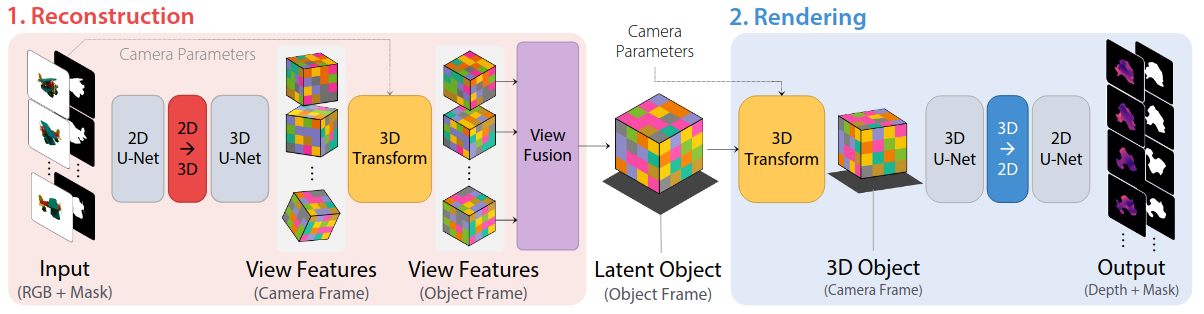 1. Reconstruction
2. Rendering
Camera Parameters
Camera
Parameters
2D
U-Net
2D
→
3D
3D
U-Net
3D
Transform
View
Fusion
3D
Transform
3D
U-Net
3D
→
2D
2D
U-Net
Input
(RGB + Mask)
View Features
(Camera Frame)
View Features
(Object Frame)
Latent Object
(Object Frame)
3D Object
(Camera Frame)
Output
(Depth + Mask)